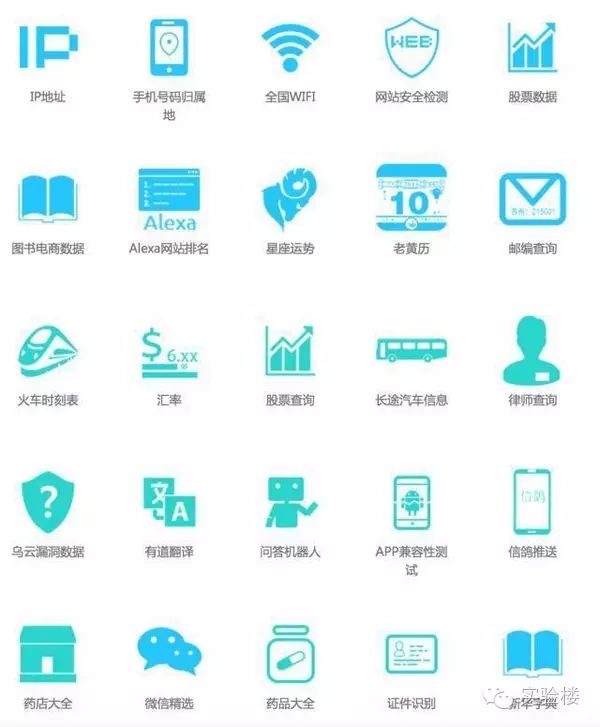 IP
WEB
IP地址
手机号码归属
地
全国WIFI
网站安全检测
股票数据
1.
2.
3.
Alexa
10
苏州：215001
图书电商数据
Alexa网站排名
星座运势
老黄历
邮编查询
$
6.xx
火车时刻表
汇率
股票查询
长途汽车信息
律师查询
?
文
A
信鸽
乌云漏洞数据
有道翻译
问答机器人
APP兼容性测
试
信鸽推送
药店大全
微信精选
药品大全
证件识别
新华字典
实验楼